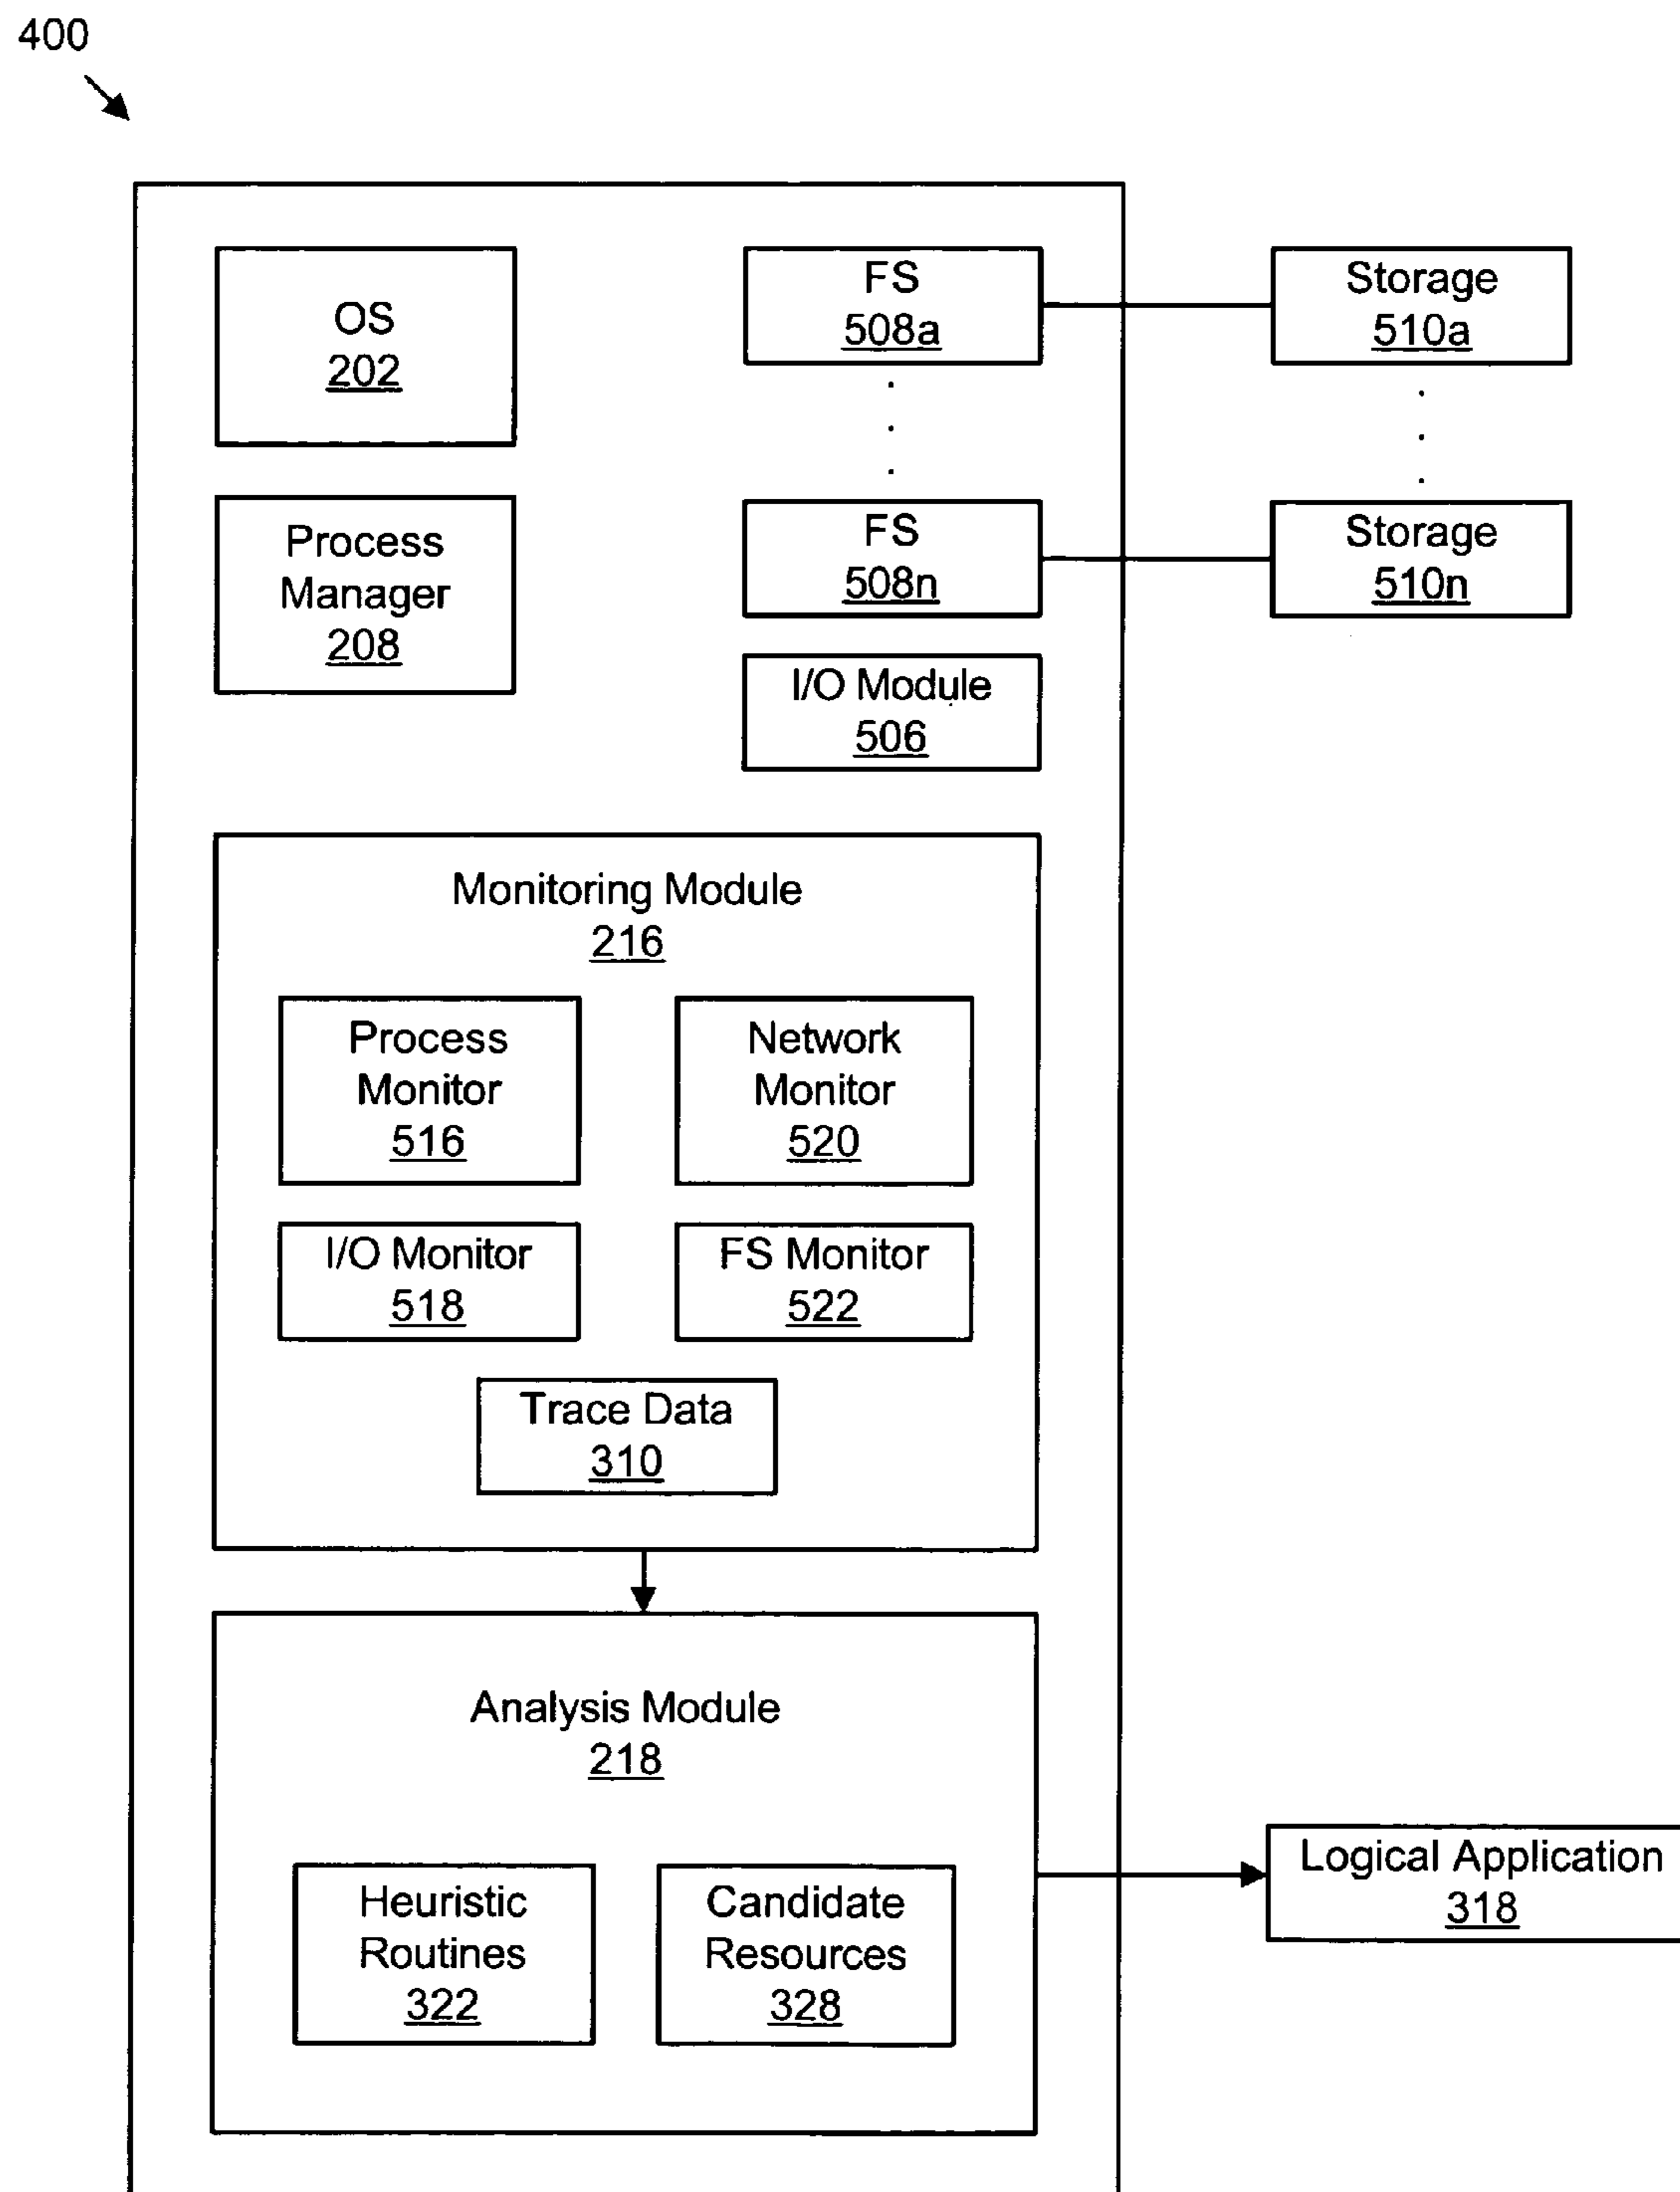 400
OS
202
FS
508a
Storage
510a
.
.
.
.
.
.
Process
Manager
208
FS
508n
Storage
510n
I/O Module
506
Monitoring Module
216
Process
Monitor
516
Network
Monitor
520
I/O Monitor
518
FS Monitor
522
Trace Data
310
Analysis Module
218
Heuristic
Routines
322
Candidate
Resources
328
Logical Application
318